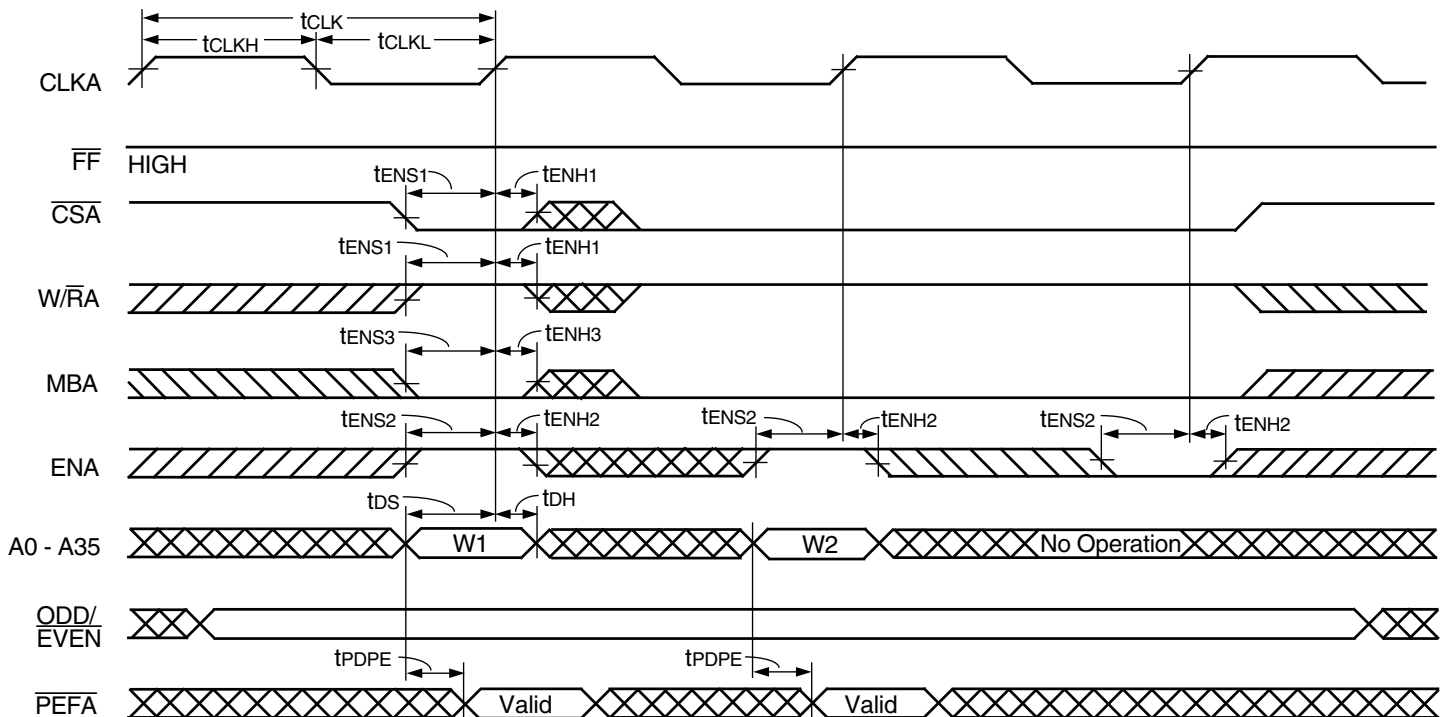 tCLK
tCLKH tCLKL
CLKA
FF HIGH
tENS1 tENH1
CSA
tENS1 tENH1
W/RA
tENS3 tENH3
MBA
tENS2 tENH2 tENS2 tENH2 tENS2 tENH2
ENA
tDS tDH
A0 - A35 W1 W2 No Operation
ODD/
EVEN
tPDPE tPDPE
PEFA Valid Valid